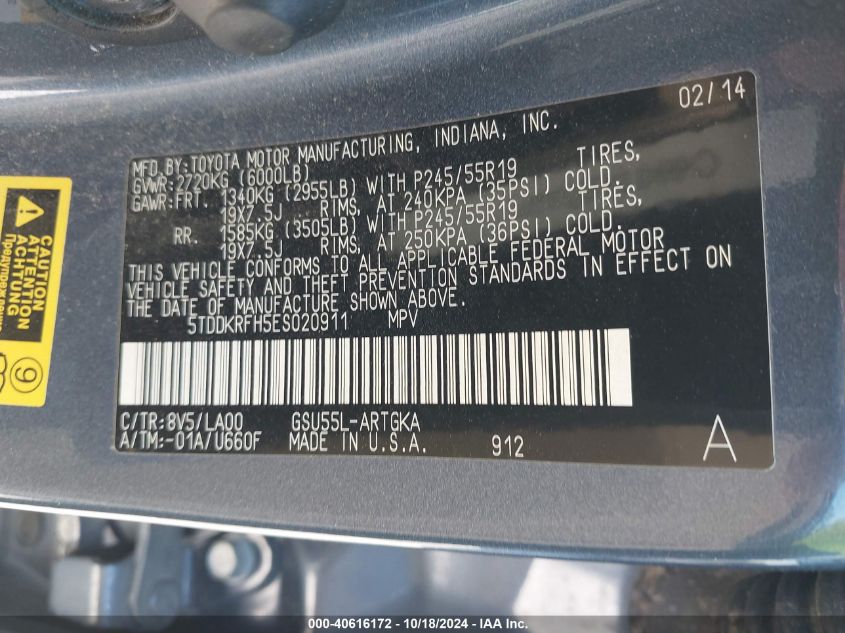 02/14
MFD.BY:TOYOTA MOTOR MANUFACTURING, INDIANA, INC.
GVWR:2720KG (6000LB)
GAWR:FRT. 1340KG (2955LB) WITH P245/55R19 TIRES,
19X7.5J RIMS, AT 240KPA (35PSI) COLD.
RR. 1585KG (3505LB) WITH P245/55R19 TIRES,
19X7.5J RIMS, AT 250KPA (36PSI) COLD.
THIS VEHICLE CONFORMS TO ALL APPLICABLE FEDERAL MOTOR
VEHICLE SAFETY AND THEFT PREVENTION STANDARDS IN EFFECT ON
THE DATE OF MANUFACTURE SHOWN ABOVE.
5TDDKRFH5ES020911 MPV
C/TR:8V5/LA00 GSU55L-ARTGKA
A/TM:-01A/U660F MADE IN U.S.A. 912 A
CAUTION
ATTENTION
ACHTUNG
9
000-40616172 - 10/18/2024 - IAAI Inc.